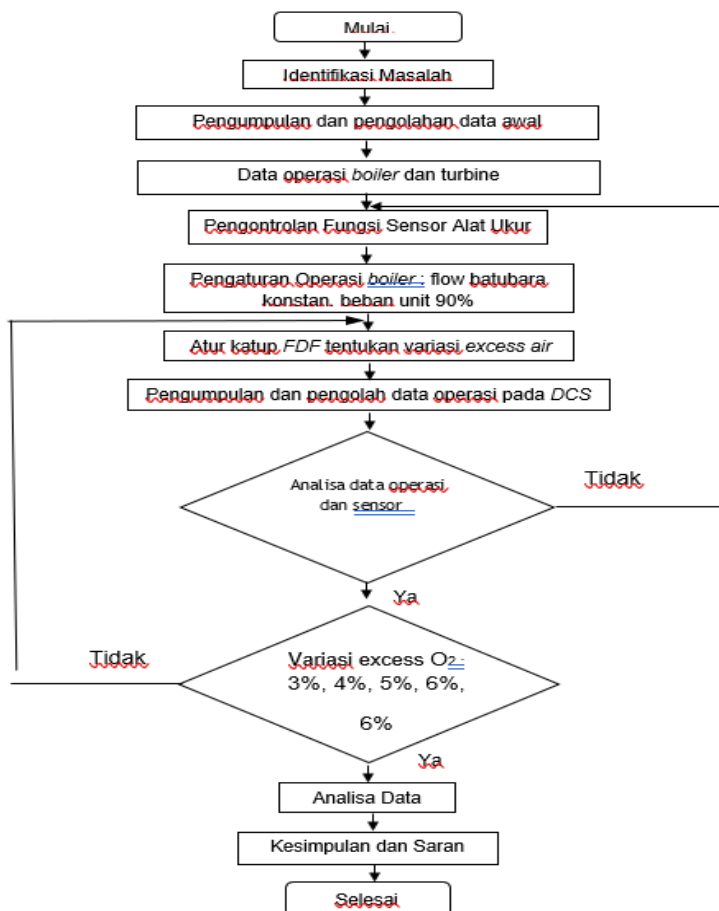 Mulai.
Identifikasi Masalah
Pengumpulan dan pengolahan data awal
Data operasi boiler dan turbine
Pengontrolan Fungsi Sensor Alat Ukur
Pengaturan Operasi boiler : flow batubara
konstan. beban unit 90%
Atur katup FDF tentukan variasi excess air
Pengumpulan dan pengolah data operasi pada DCS
Analisa data operasi
dan sensor
Tidak
Ya
Tidak
Variasi excess O2 :
3%, 4%, 5%, 6%,
6%
Ya
Analisa Data
Kesimpulan dan Saran
Selesai